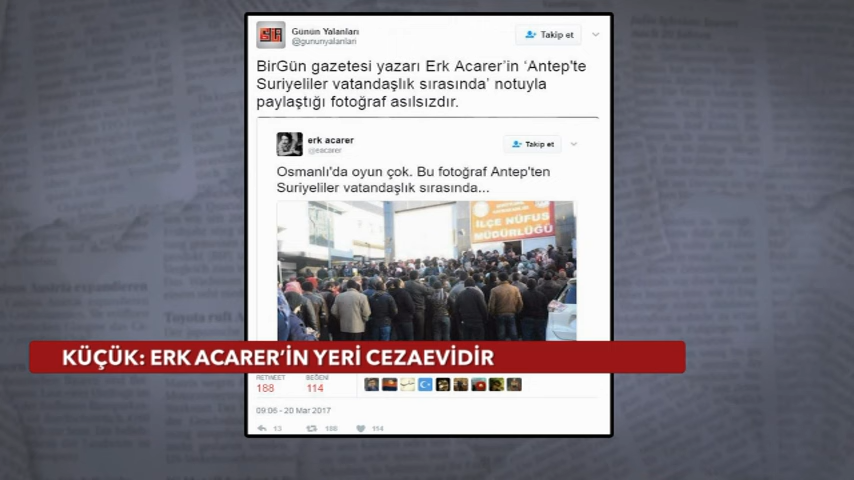 Günün Yalanları
@gununyalanlari
Takip et
BirGün gazetesi yazarı Erk Acarer'in 'Antep'te
Suriyeliler vatandaşlık sırasında' notuyla
paylaştığı fotoğraf asılsızdır.
erk acarer
@eacarer
Takip et
Osmanlı'da oyun çok. Bu fotoğraf Antep'ten
Suriyeliler vatandaşlık sırasında...
İLÇE NÜFUS
MÜDÜRLÜĞÜ
KÜÇÜK: ERK ACARER'İN YERİ CEZAEVİDİR
RETWEET
BEĞENİ
188
114
09:06 - 20 Mar 2017
13
188
114